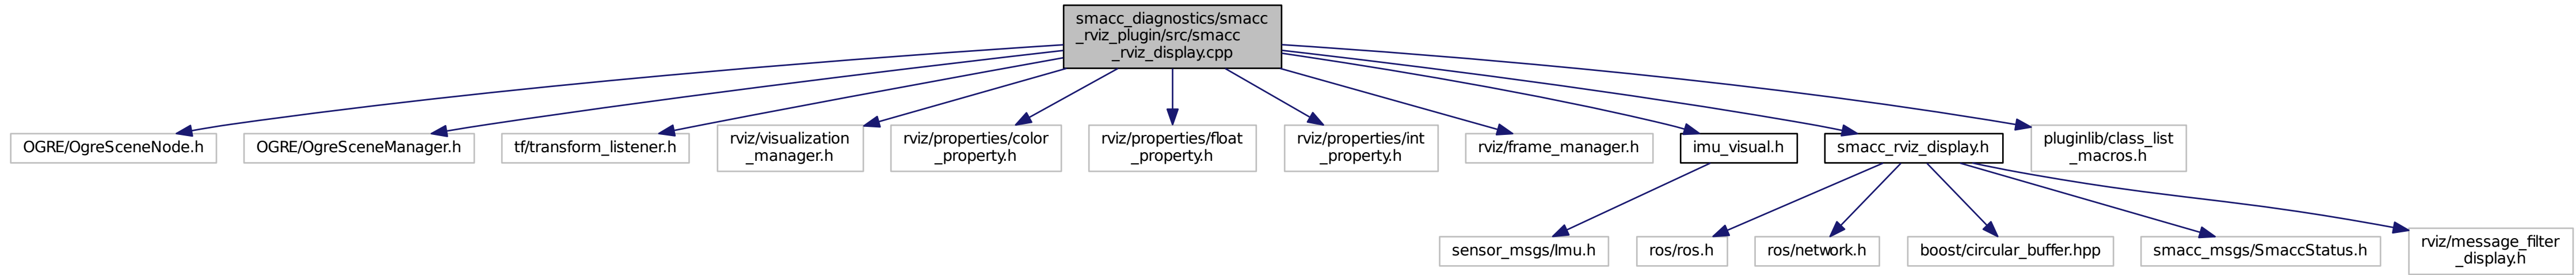 smacc_diagnostics/smacc
_rviz_plugin/src/smacc
_rviz_display.cpp
OGRE/OgreSceneNode.h
OGRE/OgreSceneManager.h
tf/transform_listener.h
rviz/visualization
_manager.h
rviz/properties/color
_property.h
rviz/properties/float
_property.h
rviz/properties/int
_property.h
rviz/frame_manager.h
imu_visual.h
smacc_rviz_display.h
pluginlib/class_list
_macros.h
sensor_msgs/Imu.h
ros/ros.h
ros/network.h
boost/circular_buffer.hpp
smacc_msgs/SmaccStatus.h
rviz/message_filter
_display.h